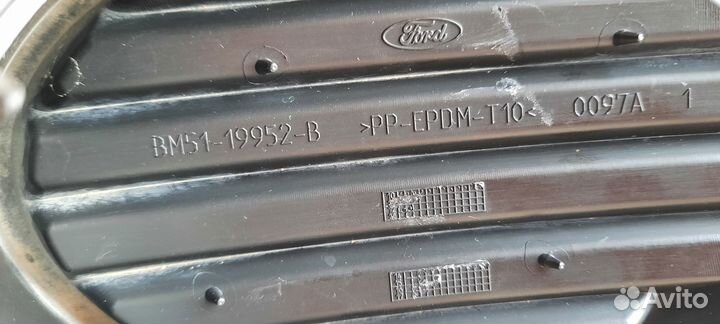 Ford
BM51-19952-B >PP-EPDM-T10< 0097A 1
Avito